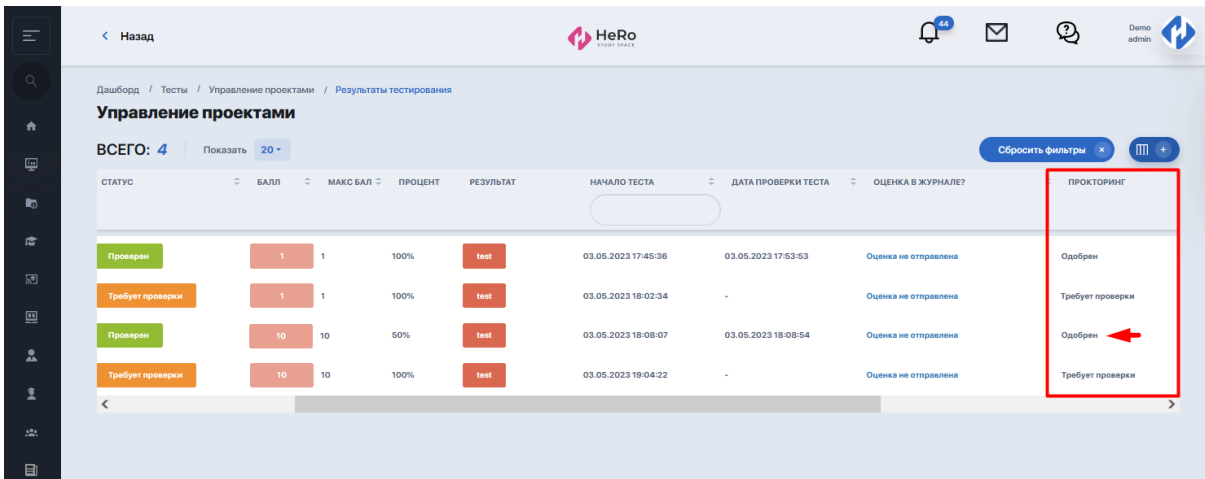 Назад
HeRo
STUDY SPACE
44
Demo
admin
Дашборд / Тесты / Управление проектами / Результаты тестирования
Управление проектами
ВСЕГО: 4 Показать 20
Сбросить фильтры × +
СТАТУС БАЛЛ МАКС БАЛ ПРОЦЕНТ РЕЗУЛЬТАТ НАЧАЛО ТЕСТА ДАТА ПРОВЕРКИ ТЕСТА ОЦЕНКА В ЖУРНАЛЕ? ПРОКТОРИНГ
Проверен 1 1 100% test 03.05.2023 17:45:36 03.05.2023 17:53:53 Оценка не отправлена Одобрен
Требует проверки 1 1 100% test 03.05.2023 18:02:34 - Оценка не отправлена Требует проверки
Проверен 10 10 50% test 03.05.2023 18:08:07 03.05.2023 18:08:54 Оценка не отправлена Одобрен
Требует проверки 10 10 100% test 03.05.2023 19:04:22 - Оценка не отправлена Требует проверки